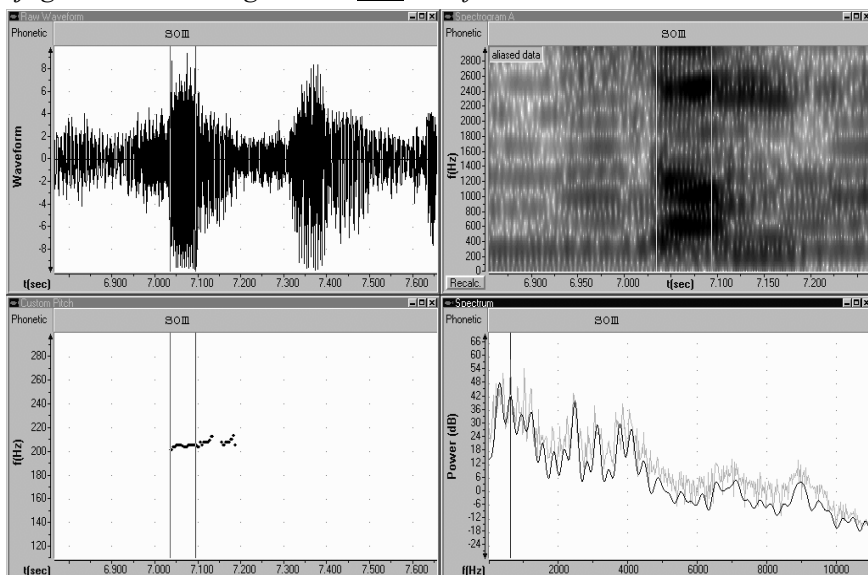 Raw Waveform
Phonetic som
8
6
4
2
0
-2
-4
-6
-8
Waveform
t(sec) 6.900 7.000 7.100 7.200 7.300 7.400 7.500 7.600
Spectrogram A
Phonetic som
aliased data
2800
2600
2400
2200
2000
1800
1600
1400
1200
1000
800
600
400
200
0
f(Hz)
Recalc. 6.900 6.950 7.000 t(sec) 7.100 7.150 7.200
Custom Pitch
Phonetic som
280
260
240
220
200
180
160
140
120
f(Hz)
t(sec) 6.900 7.000 7.100 7.200 7.300 7.400 7.500 7.600
Spectrum
Phonetic som
66
60
54
48
42
36
30
24
18
12
6
0
-6
-12
-18
-24
Power (dB)
f(Hz) 2000 4000 6000 8000 10000